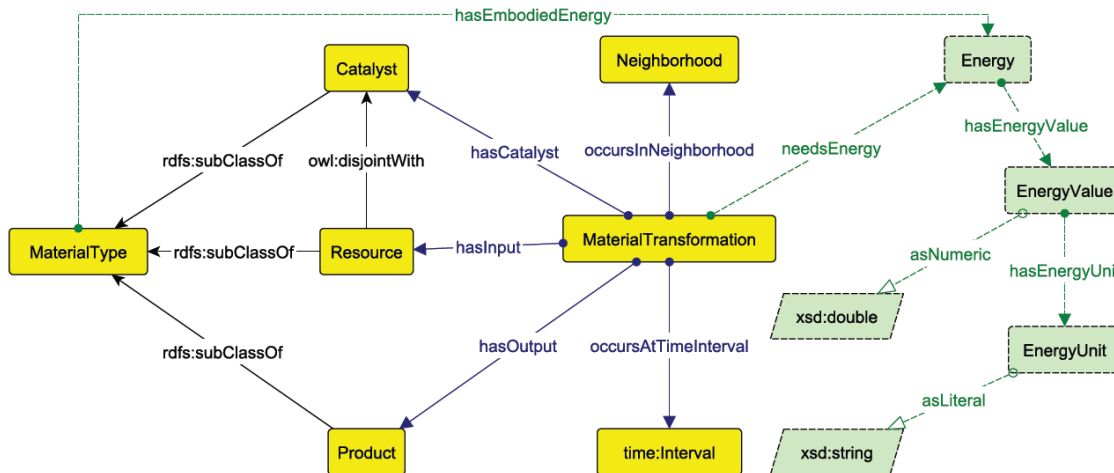 hasEmbodiedEnergy
Catalyst
Neighborhood
Energy
hasEnergyValue
rdfs:subClassOf
owl:disjointWith
hasCatalyst
occursInNeighborhood
needsEnergy
EnergyValue
MaterialType
rdfs:subClassOf
Resource
hasInput
MaterialTransformation
asNumeric
hasEnergyUnit
xsd:double
rdfs:subClassOf
hasOutput
occursAtTimeInterval
EnergyUnit
asLiteral
Product
time:Interval
xsd:string